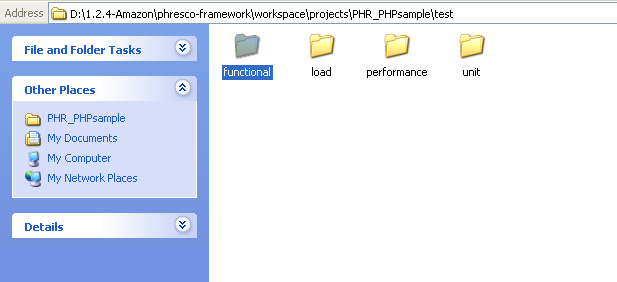 Address D:\1.2.4-Amazon\phresco-framework\workspace\projects\PHR_PHPsample\test
File and Folder Tasks
Other Places
PHR_PHPsample
My Documents
My Computer
My Network Places
Details
functional load performance unit